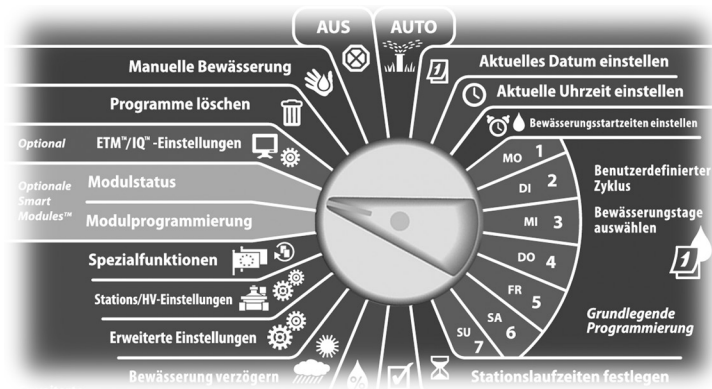 AUS
AUTO
Manuelle Bewässerung
Programme löschen
Optional
ETM™/IQ™ -Einstellungen
Optionale
Smart
Modules™
Modulstatus
Modulprogrammierung
Spezialfunktionen
Stations/HV-Einstellungen
Erweiterte Einstellungen
Bewässerung verzögern
Aktuelles Datum einstellen
1
Aktuelle Uhrzeit einstellen
Bewässerungsstartzeiten einstellen
MO 1
DI 2
MI 3
DO 4
FR 5
SA 6
SU 7
Benutzerdefinierter
Zyklus
Bewässerungstage
auswählen
1
Grundlegende
Programmierung
Stationslaufzeiten festlegen
%